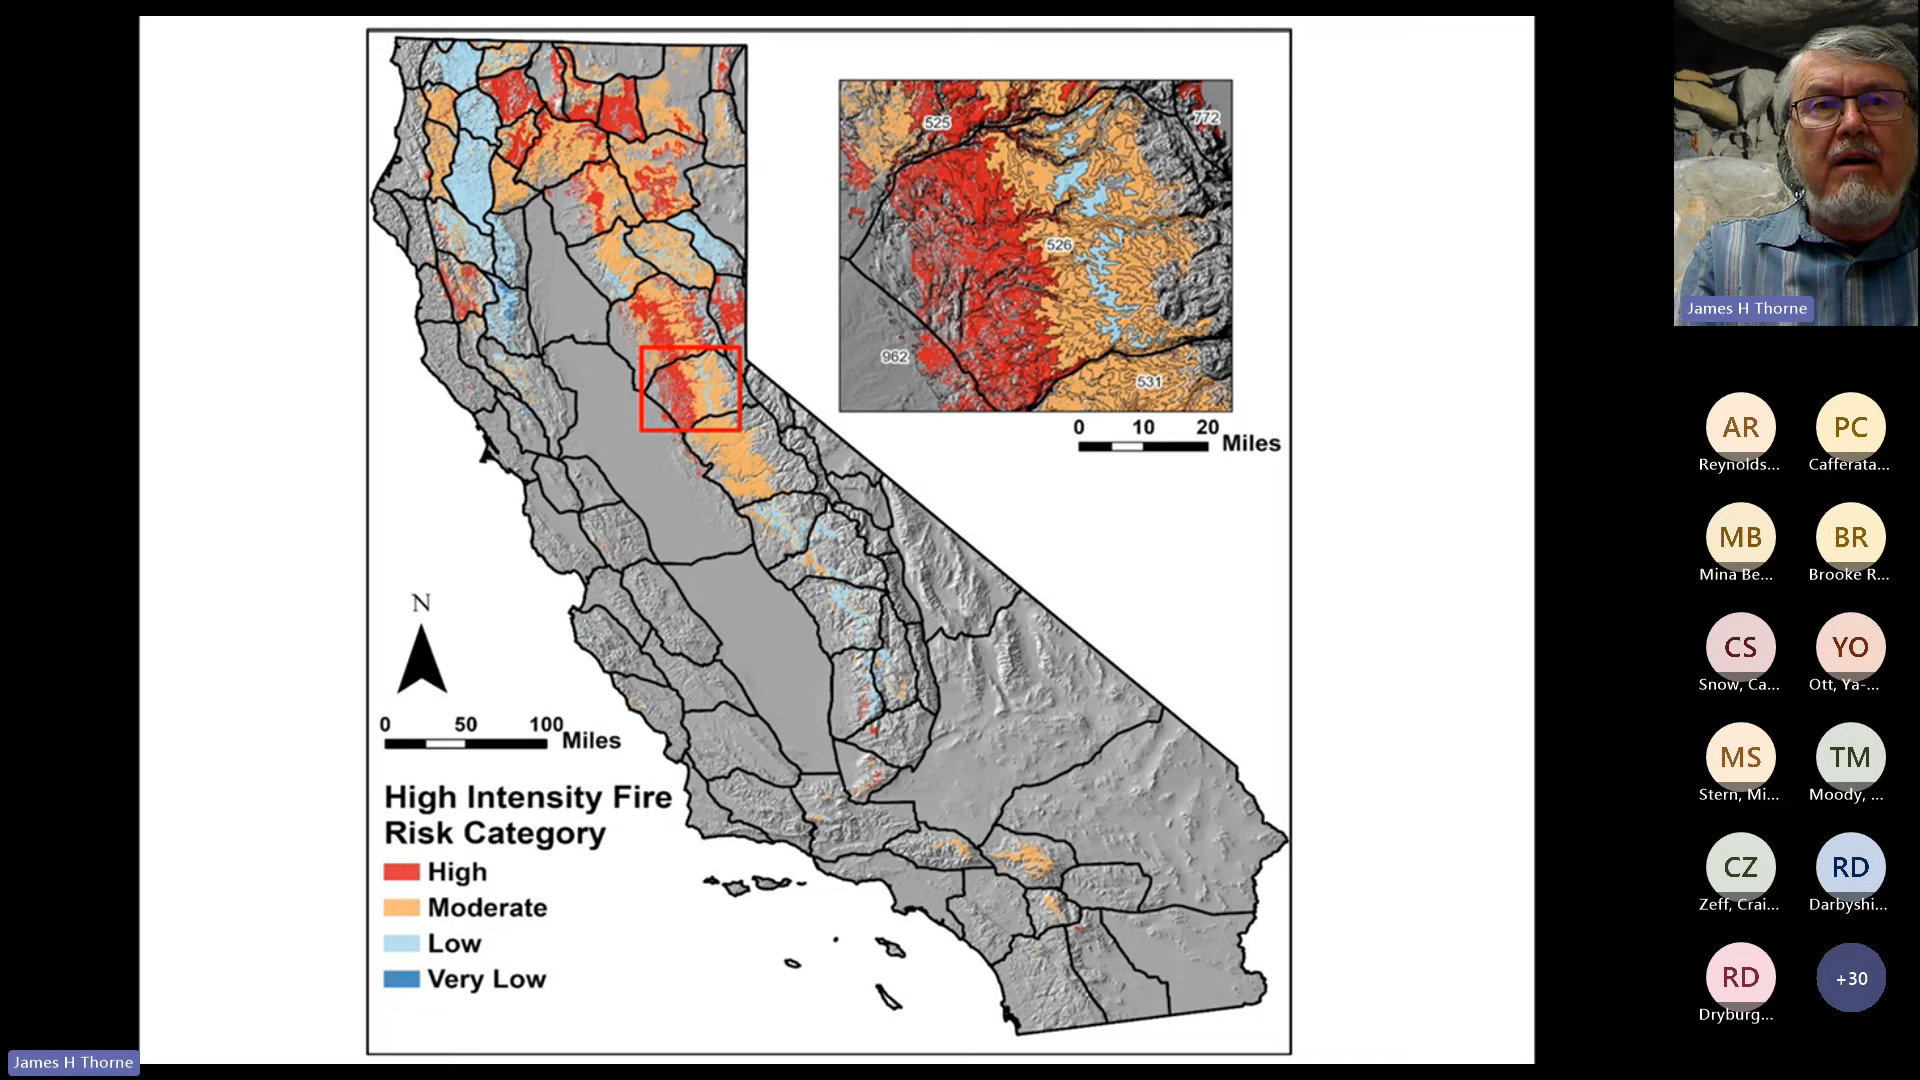 525
772
526
962
531
0 10 20
Miles
N
0 50 100
Miles
High Intensity Fire
Risk Category
High
Moderate
Low
Very Low
James H Thorne
AR
Reynolds...
PC
Cafferata...
MB
Mina Be...
BR
Brooke R...
CS
Snow, Ca...
YO
Ott, Ya-...
MS
Stern, Mi...
TM
Moody, ...
CZ
Zeff, Crai...
RD
Darbyshi...
RD
Dryburg...
+30
James H Thorne